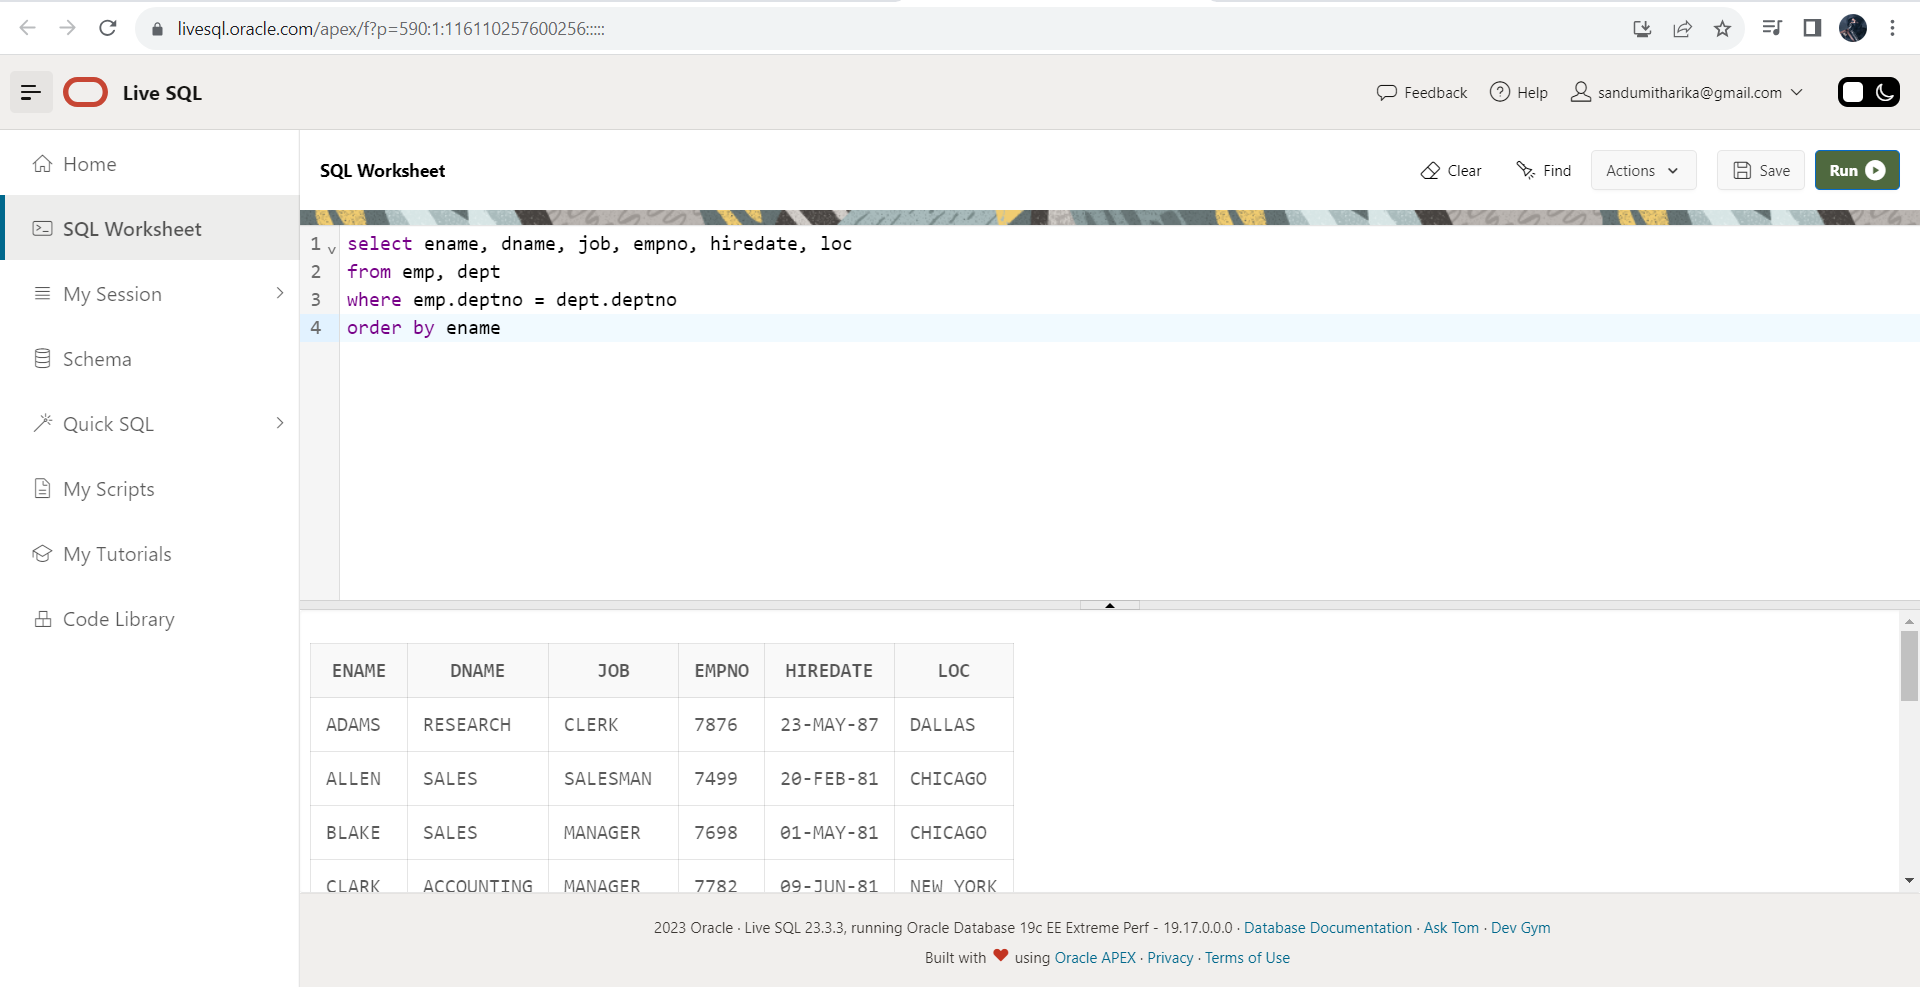 livesql.oracle.com/apex/f?p=590:1:116110257600256:::::
Live SQL
Feedback
Help
sandumitharika@gmail.com
Home
SQL Worksheet
My Session
Schema
Quick SQL
My Scripts
My Tutorials
Code Library
SQL Worksheet
Clear
Find
Actions
Save
Run
1 select ename, dname, job, empno, hiredate, loc
2 from emp, dept
3 where emp.deptno = dept.deptno
4 order by ename
ENAME DNAME JOB EMPNO HIREDATE LOC
ADAMS RESEARCH CLERK 7876 23-MAY-87 DALLAS
ALLEN SALES SALESMAN 7499 20-FEB-81 CHICAGO
BLAKE SALES MANAGER 7698 01-MAY-81 CHICAGO
CLARK ACCOUNTING MANAGER 7782 09-JUN-81 NEW YORK
2023 Oracle · Live SQL 23.3.3, running Oracle Database 19c EE Extreme Perf - 19.17.0.0.0 · Database Documentation · Ask Tom · Dev Gym
Built with ❤ using Oracle APEX · Privacy · Terms of Use